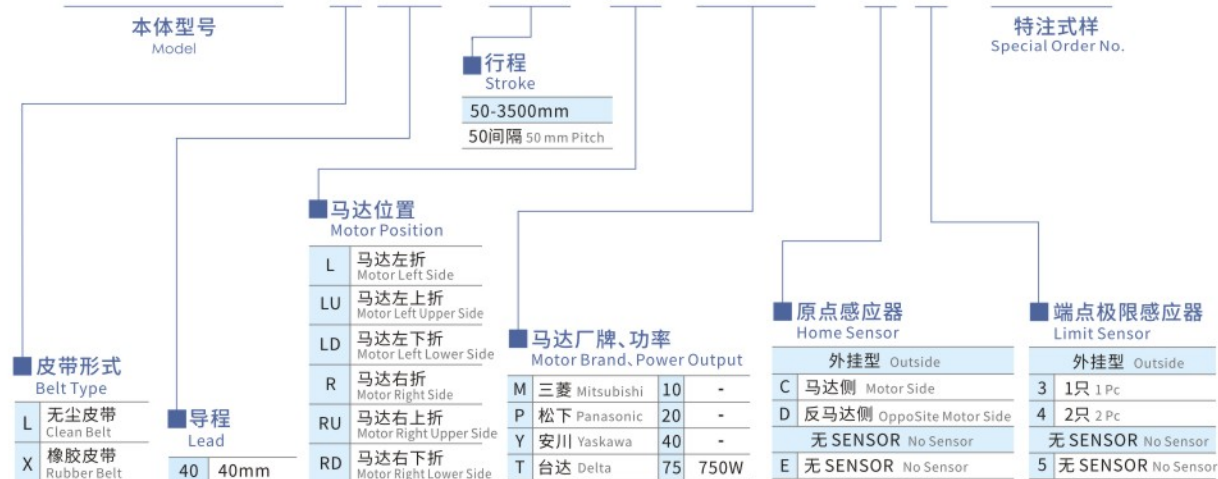 本体型号
Model
特注式样
Special Order No.
行程
Stroke
50-3500mm
50间隔 50 mm Pitch
马达位置
Motor Position
L 马达左折
Motor Left Side
LU 马达左上折
Motor Left Upper Side
LD 马达左下折
Motor Left Lower Side
R 马达右折
Motor Right Side
RU 马达右上折
Motor Right Upper Side
RD 马达右下折
Motor Right Lower Side
皮带形式
Belt Type
L 无尘皮带
Clean Belt
X 橡胶皮带
Rubber Belt
导程
Lead
40 40mm
马达厂牌、功率
Motor Brand、Power Output
M 三菱 Mitsubishi 10 -
P 松下 Panasonic 20 -
Y 安川 Yaskawa 40 -
T 台达 Delta 75 750W
原点感应器
Home Sensor
外挂型 Outside
C 马达侧 Motor Side
D 反马达侧 OppoSite Motor Side
无 SENSOR No Sensor
E 无 SENSOR No Sensor
端点极限感应器
Limit Sensor
外挂型 Outside
3 1只 1 Pc
4 2只 2 Pc
无 SENSOR No Sensor
5 无 SENSOR No Sensor